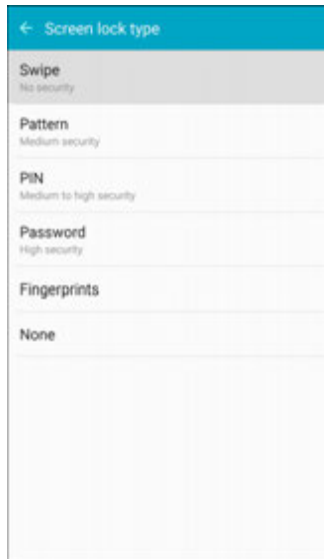 Screen lock type
Swipe
No security
Pattern
Medium security
PIN
Medium to high security
Password
High security
Fingerprints
None